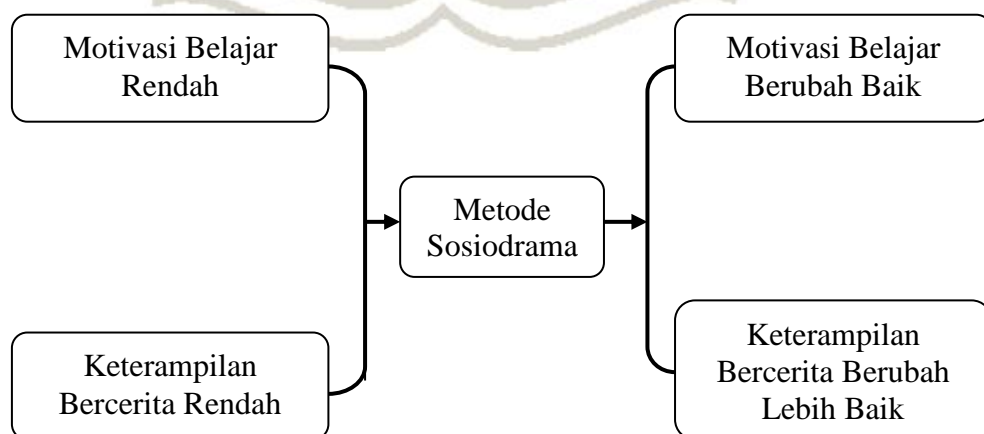 Motivasi Belajar
Rendah
Motivasi Belajar
Berubah Baik
Metode
Sosiodrama
Keterampilan
Bercerita Rendah
Keterampilan
Bercerita Berubah
Lebih Baik